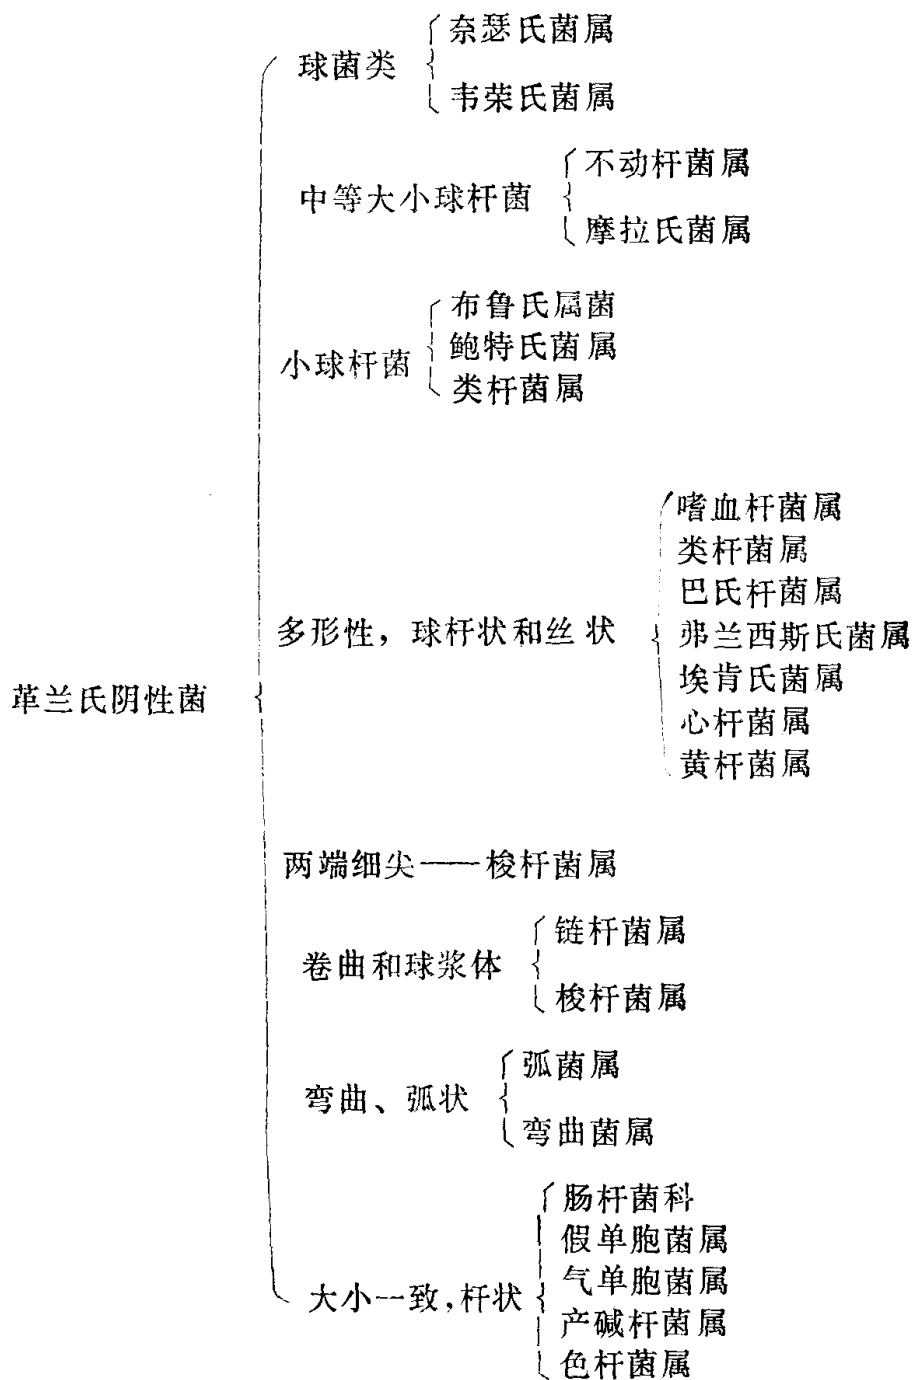 革兰氏阴性菌
球菌类
奈瑟氏菌属
韦荣氏菌属
中等大小球杆菌
不动杆菌属
摩拉氏菌属
小球杆菌
布鲁氏属菌
鲍特氏菌属
类杆菌属
多形性，球杆状和丝状
嗜血杆菌属
类杆菌属
巴氏杆菌属
弗兰西斯氏菌属
埃肯氏菌属
心杆菌属
黄杆菌属
两端细尖——梭杆菌属
卷曲和球浆体
链杆菌属
梭杆菌属
弯曲、弧状
弧菌属
弯曲菌属
大小一致，杆状
肠杆菌科
假单胞菌属
气单胞菌属
产碱杆菌属
色杆菌属